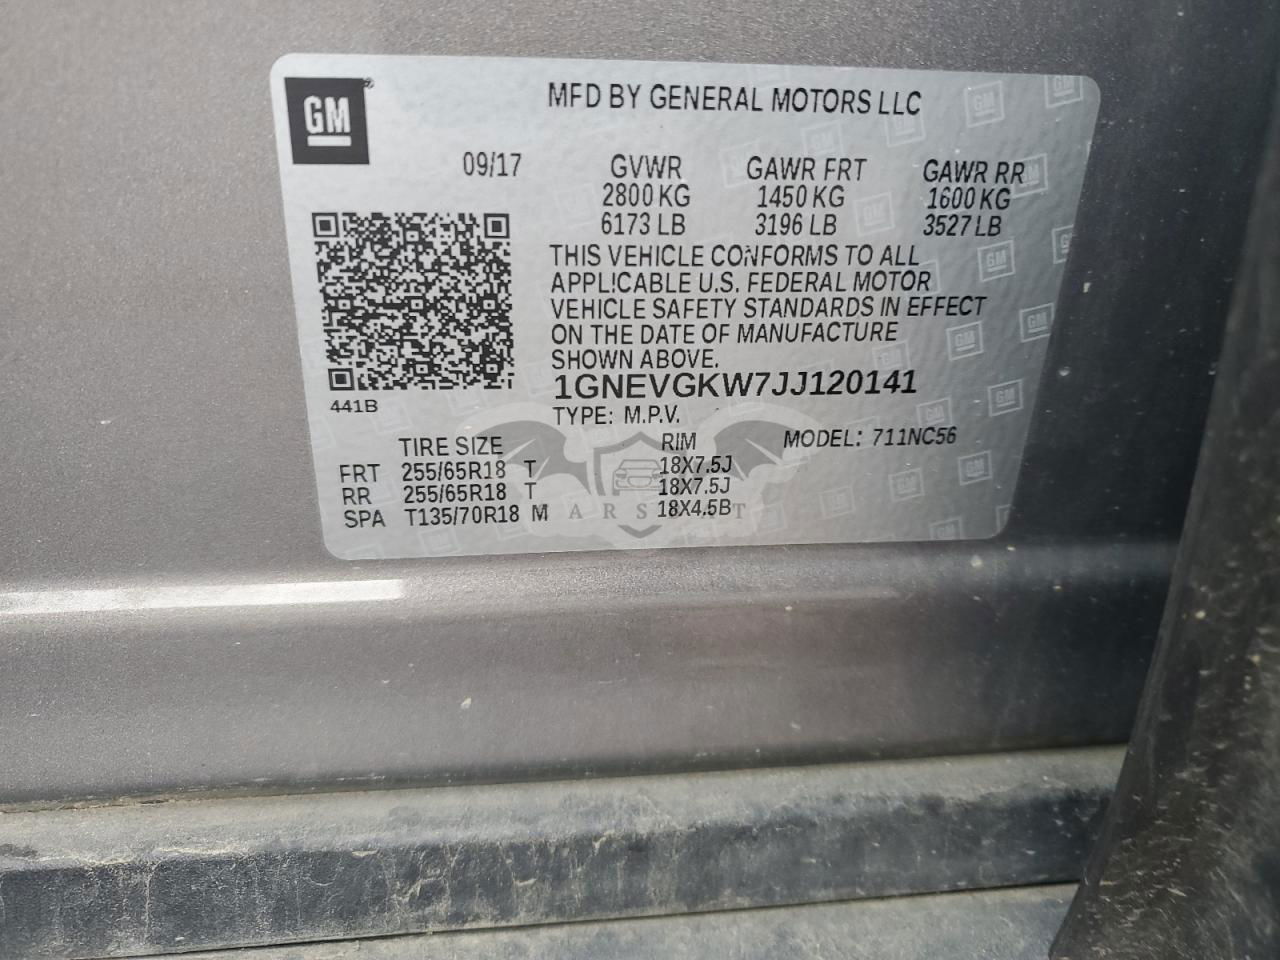 GM
MFD BY GENERAL MOTORS LLC
09/17 GVWR GAWR FRT GAWR RR
2800 KG 1450 KG 1600 KG
6173 LB 3196 LB 3527 LB
THIS VEHICLE CONFORMS TO ALL
APPLICABLE U.S. FEDERAL MOTOR
VEHICLE SAFETY STANDARDS IN EFFECT
ON THE DATE OF MANUFACTURE
SHOWN ABOVE.
1GNEVGKW7JJ120141
441B
TYPE: M.P.V.
TIRE SIZE RIM MODEL: 711NC56
FRT 255/65R18 T 18X7.5J
RR 255/65R18 T 18X7.5J
SPA T135/70R18 M 18X4.5B